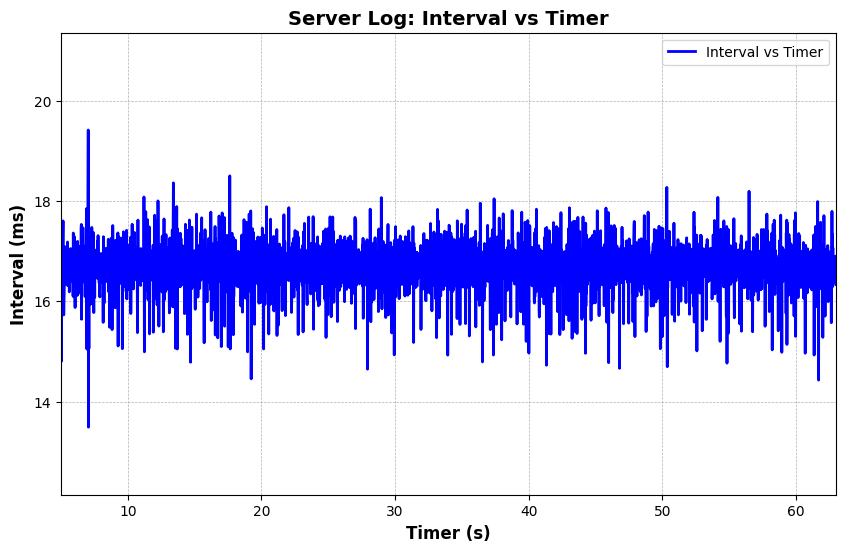 Server Log: Interval vs Timer
Interval vs Timer
20
18
16
14
Interval (ms)
10 20 30 40 50 60
Timer (s)